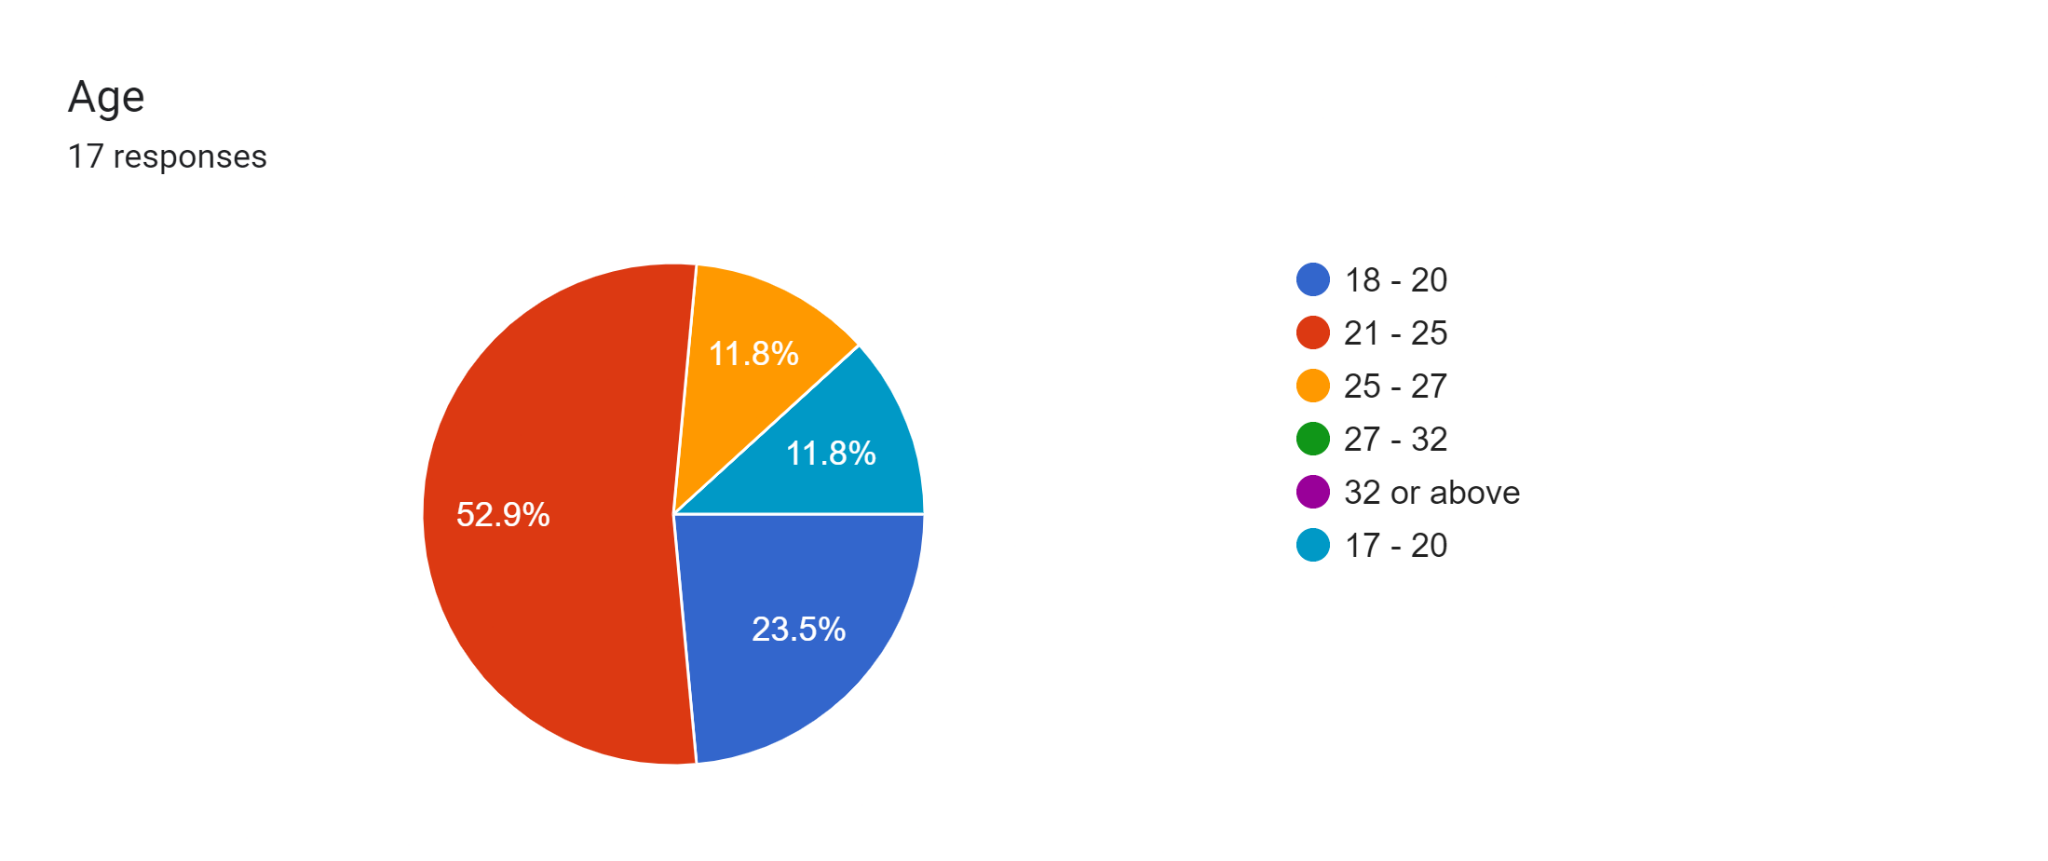 Age
17 responses
11.8%
11.8%
52.9%
23.5%
18 - 20
21 - 25
25 - 27
27 - 32
32 or above
17 - 20